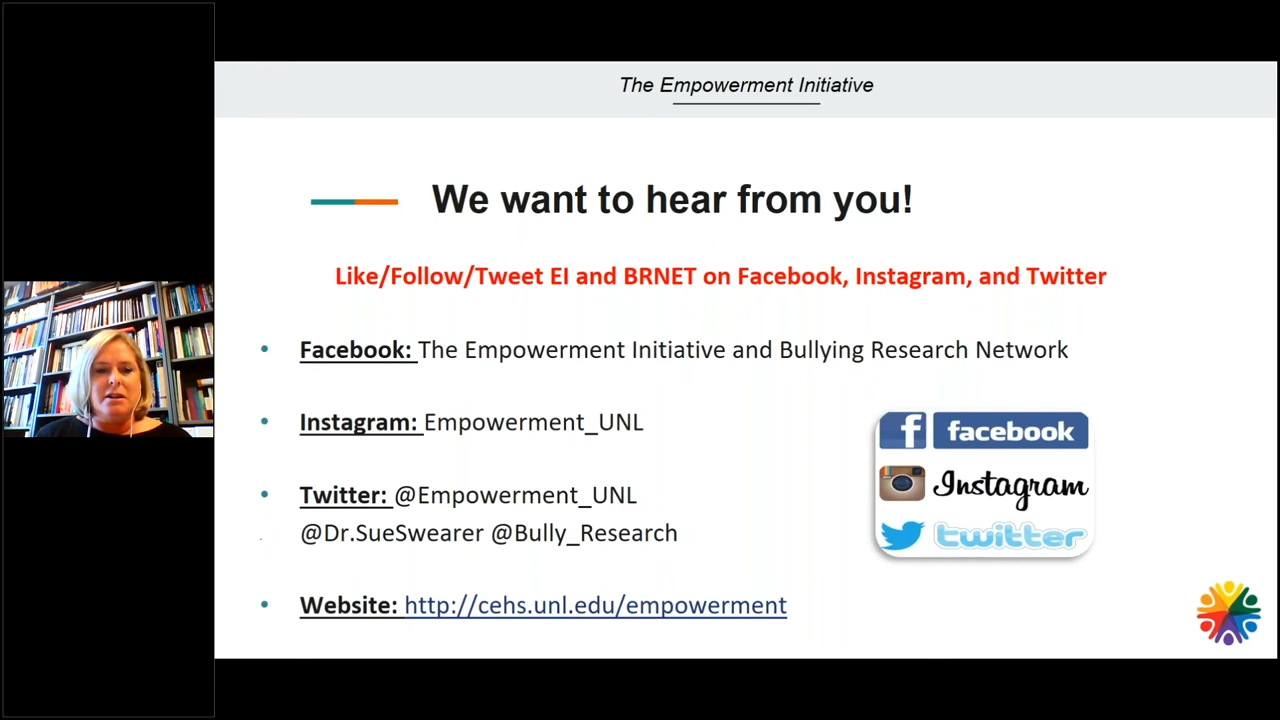 The Empowerment Initiative
We want to hear from you!
Like/Follow/Tweet EI and BRNET on Facebook, Instagram, and Twitter
• Facebook: The Empowerment Initiative and Bullying Research Network
• Instagram: Empowerment_UNL
• Twitter: @Empowerment_UNL
@Dr.SueSwearer @Bully_Research
• Website: http://cehs.unl.edu/empowerment
f facebook
Instagram
twitter